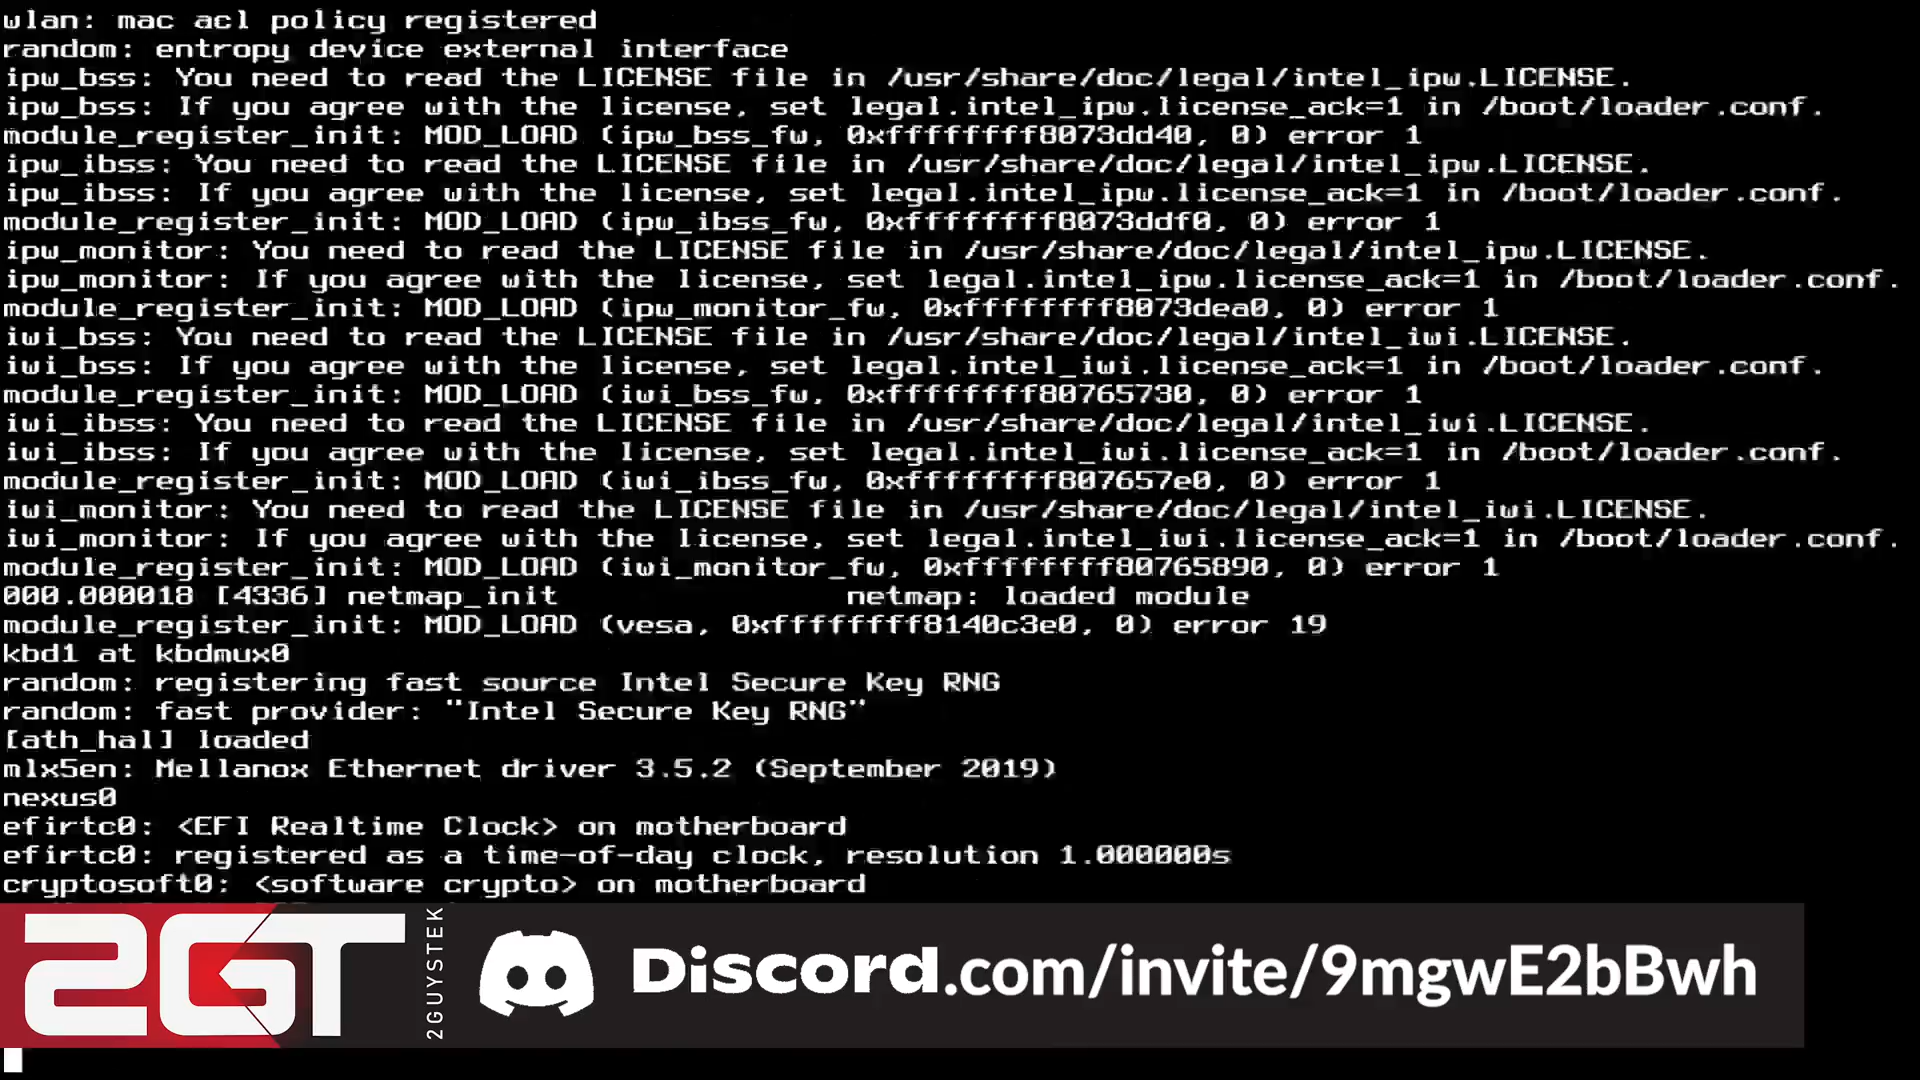 wlan: mac acl policy registered
random: entropy device external interface
ipw_bss: You need to read the LICENSE file in /usr/share/doc/legal/intel_ipw.LICENSE.
ipw_bss: If you agree with the license, set legal.intel_ipw.license_ack=1 in /boot/loader.conf.
module_register_init: MOD_LOAD (ipw_bss_fw, 0xffffffff8073dd40, 0) error 1
ipw_ibss: You need to read the LICENSE file in /usr/share/doc/legal/intel_ipw.LICENSE.
ipw_ibss: If you agree with the license, set legal.intel_ipw.license_ack=1 in /boot/loader.conf.
module_register_init: MOD_LOAD (ipw_ibss_fw, 0xffffffff8073ddf0, 0) error 1
ipw_monitor: You need to read the LICENSE file in /usr/share/doc/legal/intel_ipw.LICENSE.
ipw_monitor: If you agree with the license, set legal.intel_ipw.license_ack=1 in /boot/loader.conf.
module_register_init: MOD_LOAD (ipw_monitor_fw, 0xffffffff8073dea0, 0) error 1
iwi_bss: You need to read the LICENSE file in /usr/share/doc/legal/intel_iwi.LICENSE.
iwi_bss: If you agree with the license, set legal.intel_iwi.license_ack=1 in /boot/loader.conf.
module_register_init: MOD_LOAD (iwi_bss_fw, 0xffffffff80765730, 0) error 1
iwi_ibss: You need to read the LICENSE file in /usr/share/doc/legal/intel_iwi.LICENSE.
iwi_ibss: If you agree with the license, set legal.intel_iwi.license_ack=1 in /boot/loader.conf.
module_register_init: MOD_LOAD (iwi_ibss_fw, 0xffffffff807657e0, 0) error 1
iwi_monitor: You need to read the LICENSE file in /usr/share/doc/legal/intel_iwi.LICENSE.
iwi_monitor: If you agree with the license, set legal.intel_iwi.license_ack=1 in /boot/loader.conf.
module_register_init: MOD_LOAD (iwi_monitor_fw, 0xffffffff80765890, 0) error 1
000.000018 [4336] netmap_init netmap: loaded module
module_register_init: MOD_LOAD (vesa, 0xffffffff8140c3e0, 0) error 19
kbd1 at kbdmux0
random: registering fast source Intel Secure Key RNG
random: fast provider: "Intel Secure Key RNG"
[ath_hal] loaded
mlx5en: Mellanox Ethernet driver 3.5.2 (September 2019)
nexus0
efirtc0: <EFI Realtime Clock> on motherboard
efirtc0: registered as a time-of-day clock, resolution 1.000000s
cryptosoft0: <software crypto> on motherboard
2GT
2GUYSTEK
Discord.com/invite/9mgwE2bBwh